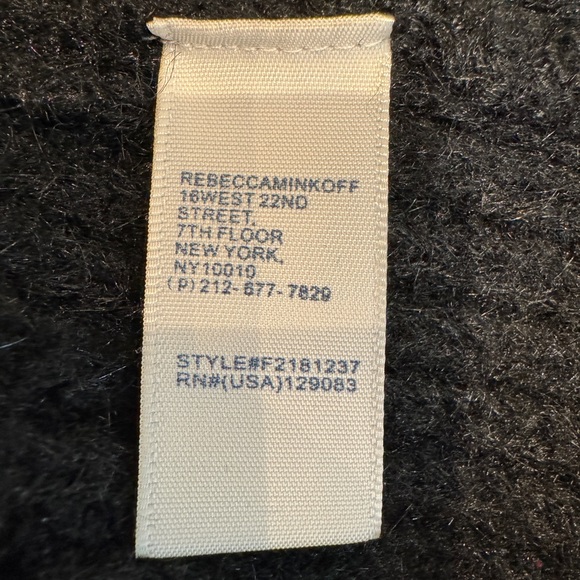 REBECCAMINKOFF
16WEST 22ND
STREET,
7TH FLOOR
NEW YORK,
NY10010
(P)212-677-7829
STYLE#F2181237
RN#(USA)129083